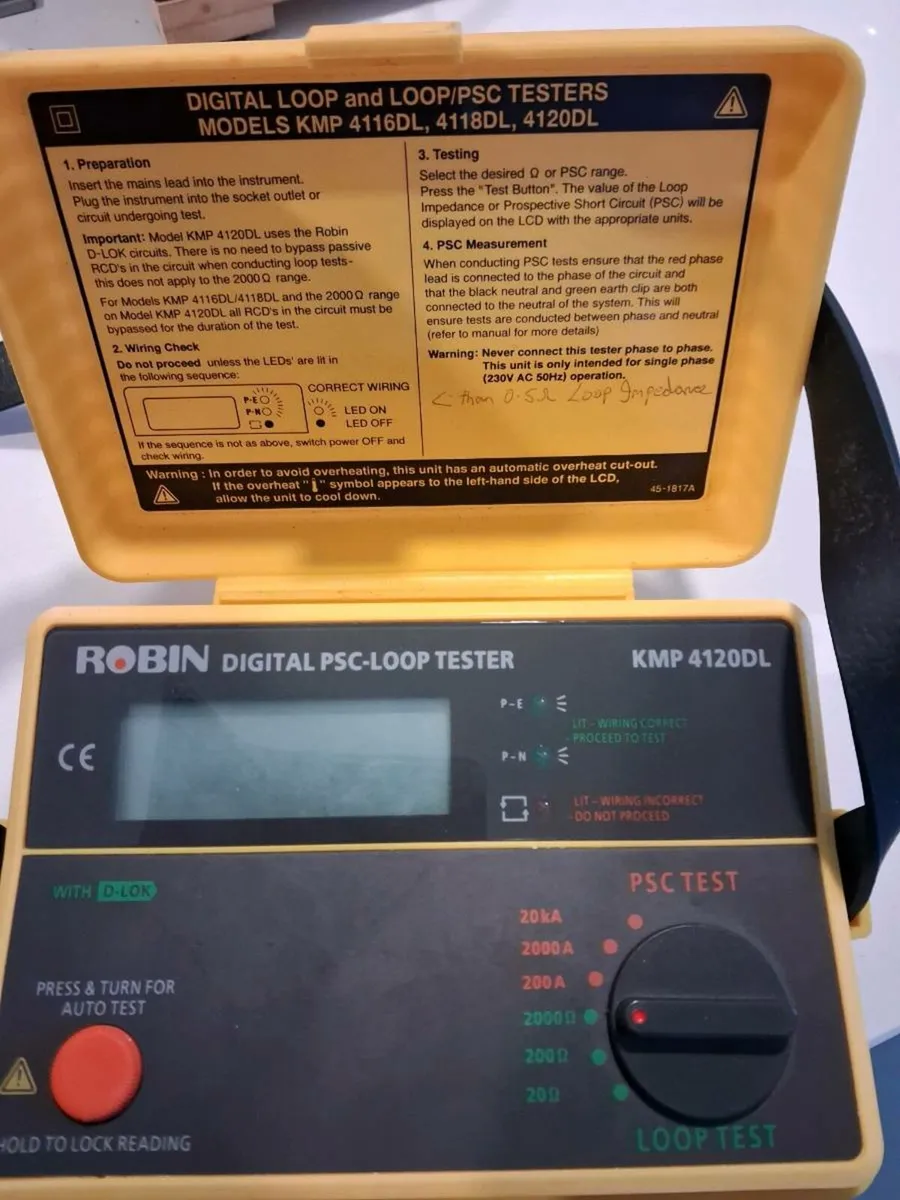 DIGITAL LOOP and LOOP/PSC TESTERS
MODELS KMP 4116DL, 4118DL, 4120DL
1. Preparation
Insert the mains lead into the instrument.
Plug the instrument into the socket outlet or
circuit undergoing test.
Important: Model KMP 4120DL uses the Robin
D-LOK circuits. There is no need to bypass passive
RCD's in the circuit when conducting loop tests-
this does not apply to the 2000Ω range.
For Models KMP 4116DL/4118DL and the 2000Ω range
on Model KMP 4120DL all RCD's in the circuit must be
bypassed for the duration of the test.
2. Wiring Check
Do not proceed unless the LEDs' are lit in
the following sequence:
CORRECT WIRING
P-E
P-N
LED ON
LED OFF
If the sequence is not as above, switch power OFF and
check wiring.
3. Testing
Select the desired Ω or PSC range.
Press the "Test Button". The value of the Loop
Impedance or Prospective Short Circuit (PSC) will be
displayed on the LCD with the appropriate units.
4. PSC Measurement
When conducting PSC tests ensure that the red phase
lead is connected to the phase of the circuit and
that the black neutral and green earth clip are both
connected to the neutral of the system. This will
ensure tests are conducted between phase and neutral
(refer to manual for more details)
Warning: Never connect this tester phase to phase.
This unit is only intended for single phase
(230V AC 50Hz) operation.
< than 0.5Ω Loop Impedance
Warning : In order to avoid overheating, this unit has an automatic overheat cut-out.
If the overheat "🌡" symbol appears to the left-hand side of the LCD,
allow the unit to cool down.
45-1817A
ROBIN DIGITAL PSC-LOOP TESTER
KMP 4120DL
CE
P-E
LIT - WIRING CORRECT
- PROCEED TO TEST
P-N
LIT - WIRING INCORRECT
- DO NOT PROCEED
WITH D-LOK
PRESS & TURN FOR
AUTO TEST
HOLD TO LOCK READING
PSC TEST
20kA
2000A
200A
2000Ω
200Ω
20Ω
LOOP TEST